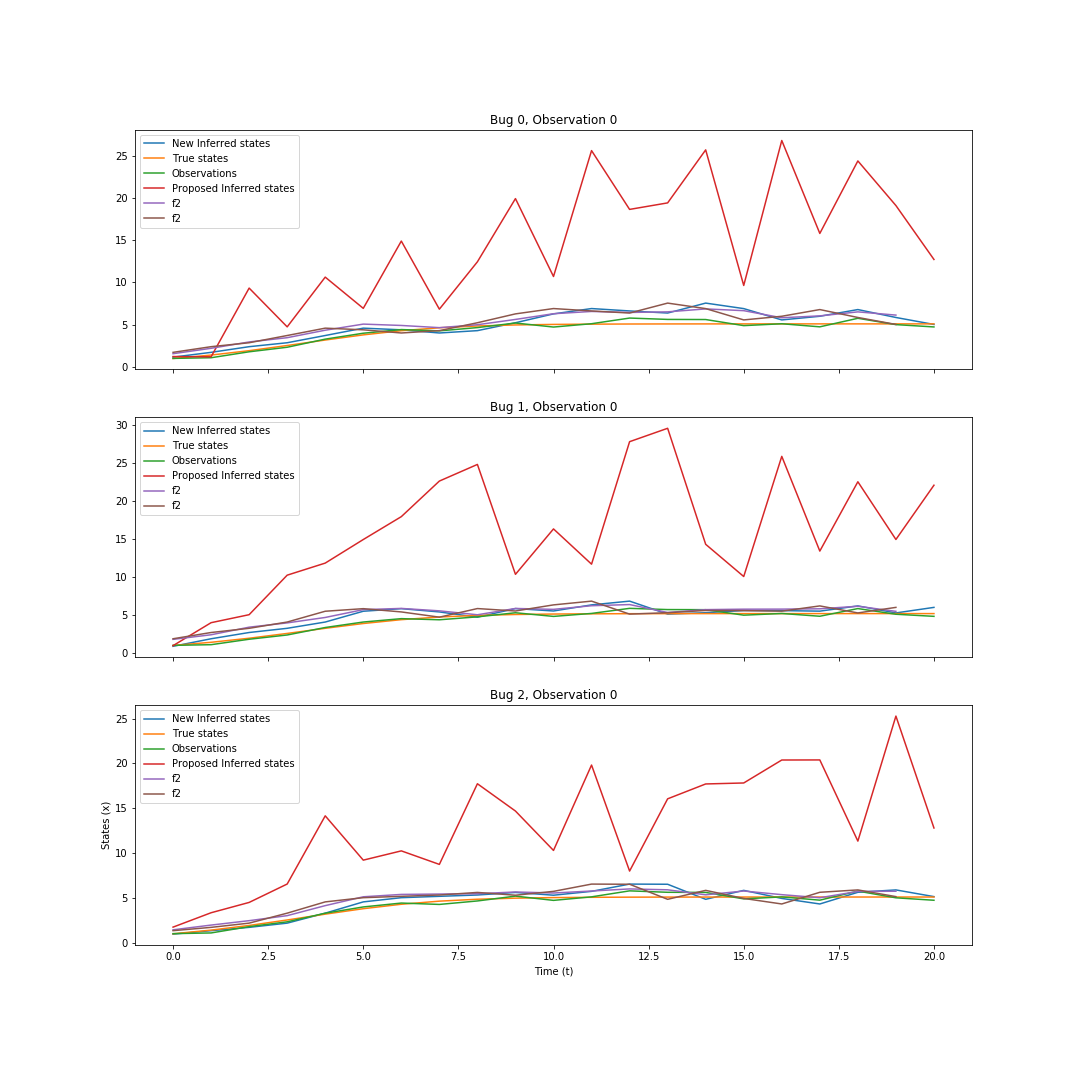 Bug 0, Observation 0
New Inferred states
True states
Observations
Proposed Inferred states
f2
f2
25
20
15
10
5
0
Bug 1, Observation 0
New Inferred states
True states
Observations
Proposed Inferred states
f2
f2
30
25
20
15
10
5
0
Bug 2, Observation 0
New Inferred states
True states
Observations
Proposed Inferred states
f2
f2
25
20
15
10
5
0
States (x)
0.0 2.5 5.0 7.5 10.0 12.5 15.0 17.5 20.0
Time (t)